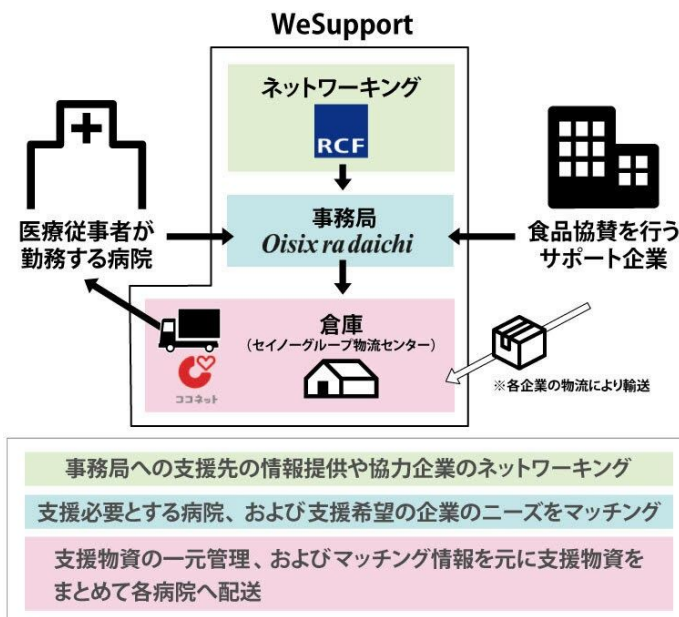 WeSupport
ネットワーキング
RCF
事務局
Oisix ra daichi
医療従事者が
勤務する病院
食品協賛を行う
サポート企業
倉庫
(セイノーグループ物流センター)
ココネット
※各企業の物流により輸送
事務局への支援先の情報提供や協力企業のネットワーキング
支援必要とする病院、および支援希望の企業のニーズをマッチング
支援物資の一元管理、およびマッチング情報を元に支援物資を
まとめて各病院へ配送